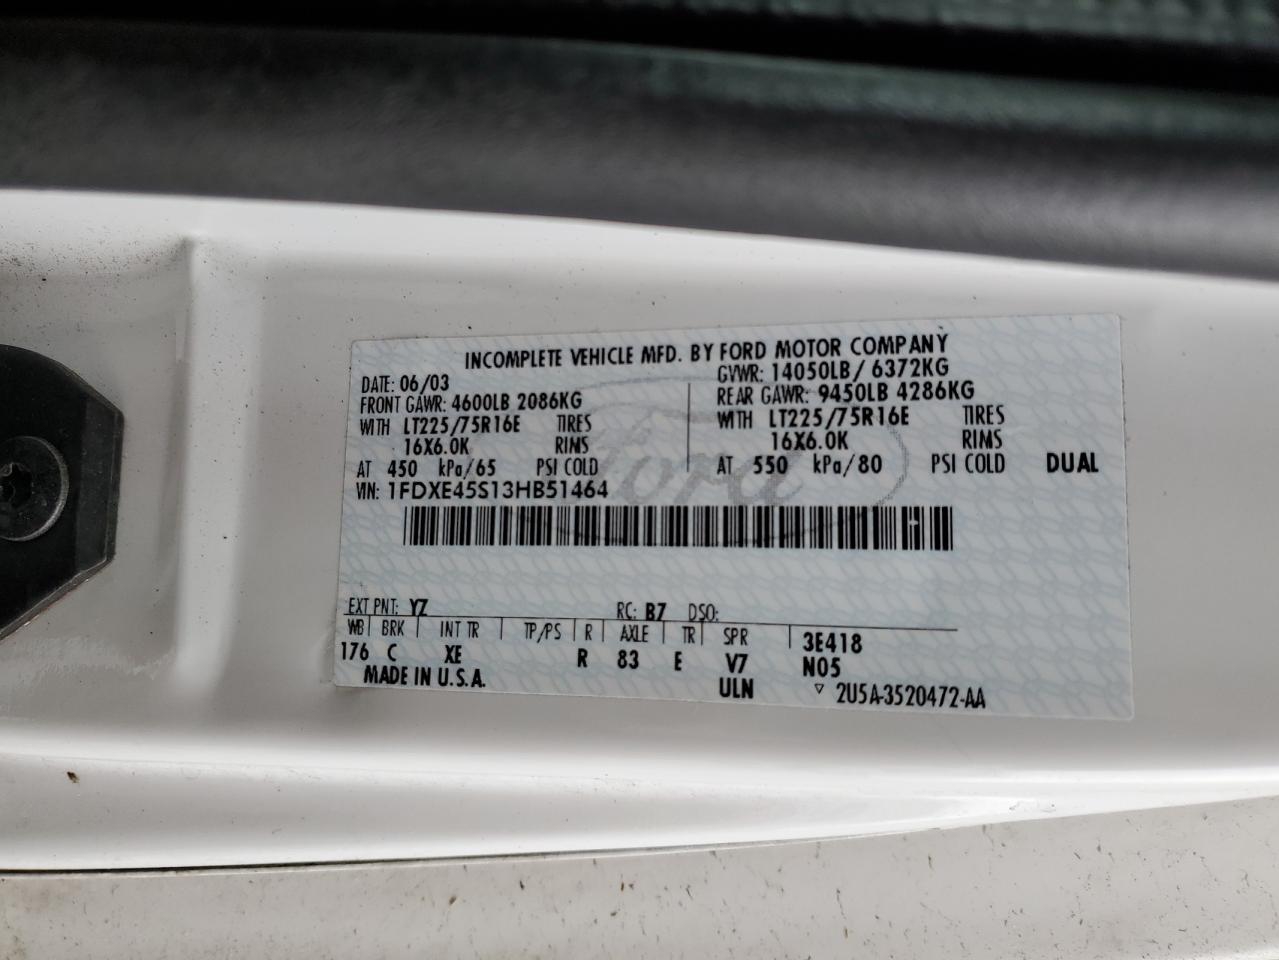 INCOMPLETE VEHICLE MFD. BY FORD MOTOR COMPANY
DATE: 06/03 GVWR: 14050LB/ 6372KG
FRONT GAWR: 4600LB 2086KG REAR GAWR: 9450LB 4286KG
WITH LT225/75R16E TIRES WITH LT225/75R16E TIRES
16X6.0K RIMS 16X6.0K RIMS
AT 450 kPa/65 PSI COLD AT 550 kPa/80 PSI COLD DUAL
VIN: 1FDXE45S13HB51464
Ford
EXT PNT: YZ RC: B7 DSO:
WB BRK INT TR TP/PS R AXLE TR SPR 3E418
176 C XE R 83 E V7 N05
MADE IN U.S.A. ULN ▽ 2U5A-3520472-AA